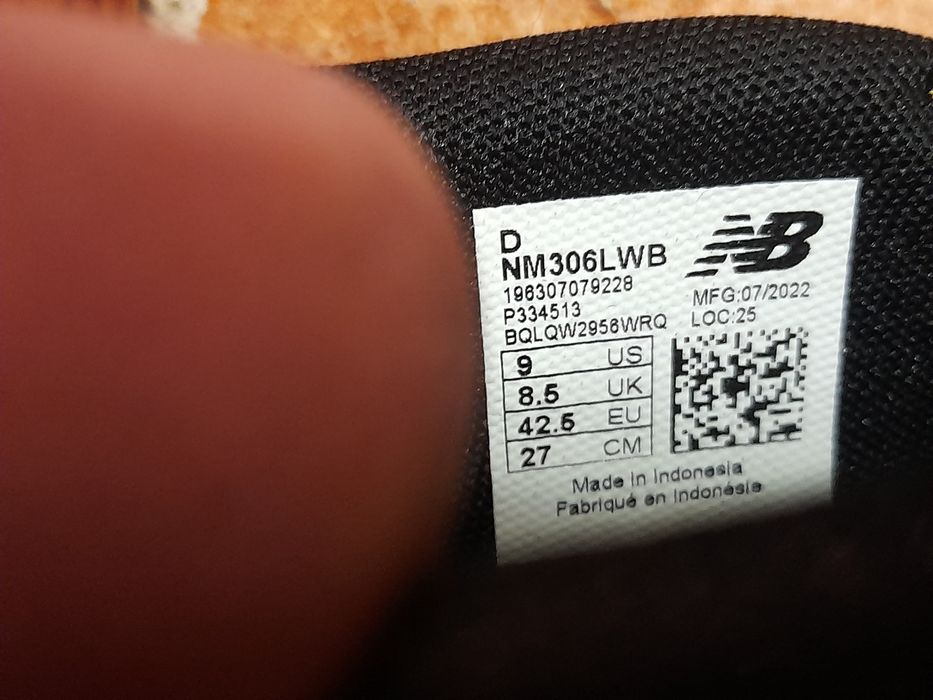 D
NM306LWB
196307079228
P334513
BQLQW2956WRQ
NB
MFG:07/2022
LOC:25
9 US
8.5 UK
42.5 EU
27 CM
Made in Indonesia
Fabriqué en Indonésie